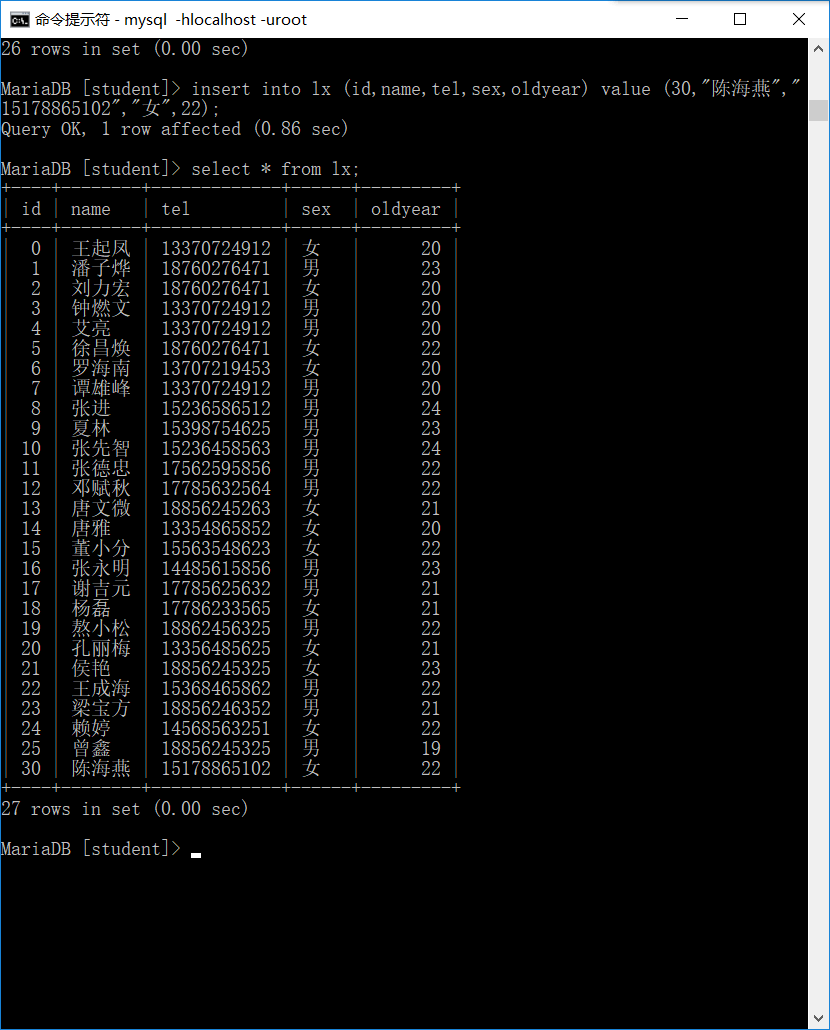 命令提示符 - mysql  -hlocalhost -uroot
26 rows in set (0.00 sec)
MariaDB [student]> insert into lx (id,name,tel,sex,oldyear) value (30,"陈海燕","
15178865102","女",22);
Query OK, 1 row affected (0.86 sec)
MariaDB [student]> select * from lx;
+----+--------+-------------+------+---------+
| id | name   | tel         | sex  | oldyear |
+----+--------+-------------+------+---------+
|  0 | 王起凤 | 13370724912 | 女   |      20 |
|  1 | 潘子烨 | 18760276471 | 男   |      23 |
|  2 | 刘力宏 | 18760276471 | 女   |      20 |
|  3 | 钟燃文 | 13370724912 | 男   |      20 |
|  4 | 艾亮   | 13370724912 | 男   |      20 |
|  5 | 徐昌焕 | 18760276471 | 女   |      22 |
|  6 | 罗海南 | 13707219453 | 女   |      20 |
|  7 | 谭雄峰 | 13370724912 | 男   |      20 |
|  8 | 张进   | 15236586512 | 男   |      24 |
|  9 | 夏林   | 15398754625 | 男   |      23 |
| 10 | 张先智 | 15236458563 | 男   |      24 |
| 11 | 张德忠 | 17562595856 | 男   |      22 |
| 12 | 邓赋秋 | 17785632564 | 男   |      22 |
| 13 | 唐文微 | 18856245263 | 女   |      21 |
| 14 | 唐雅   | 13354865852 | 女   |      20 |
| 15 | 董小分 | 15563548623 | 女   |      22 |
| 16 | 张永明 | 14485615856 | 男   |      23 |
| 17 | 谢吉元 | 17785625632 | 男   |      21 |
| 18 | 杨磊   | 17786233565 | 女   |      21 |
| 19 | 熬小松 | 18862456325 | 男   |      22 |
| 20 | 孔丽梅 | 13356485625 | 女   |      21 |
| 21 | 侯艳   | 18856245325 | 女   |      23 |
| 22 | 王成海 | 15368465862 | 男   |      22 |
| 23 | 梁宝方 | 18856246352 | 男   |      21 |
| 24 | 赖婷   | 14568563251 | 女   |      22 |
| 25 | 曾鑫   | 18856245325 | 男   |      19 |
| 30 | 陈海燕 | 15178865102 | 女   |      22 |
+----+--------+-------------+------+---------+
27 rows in set (0.00 sec)
MariaDB [student]>